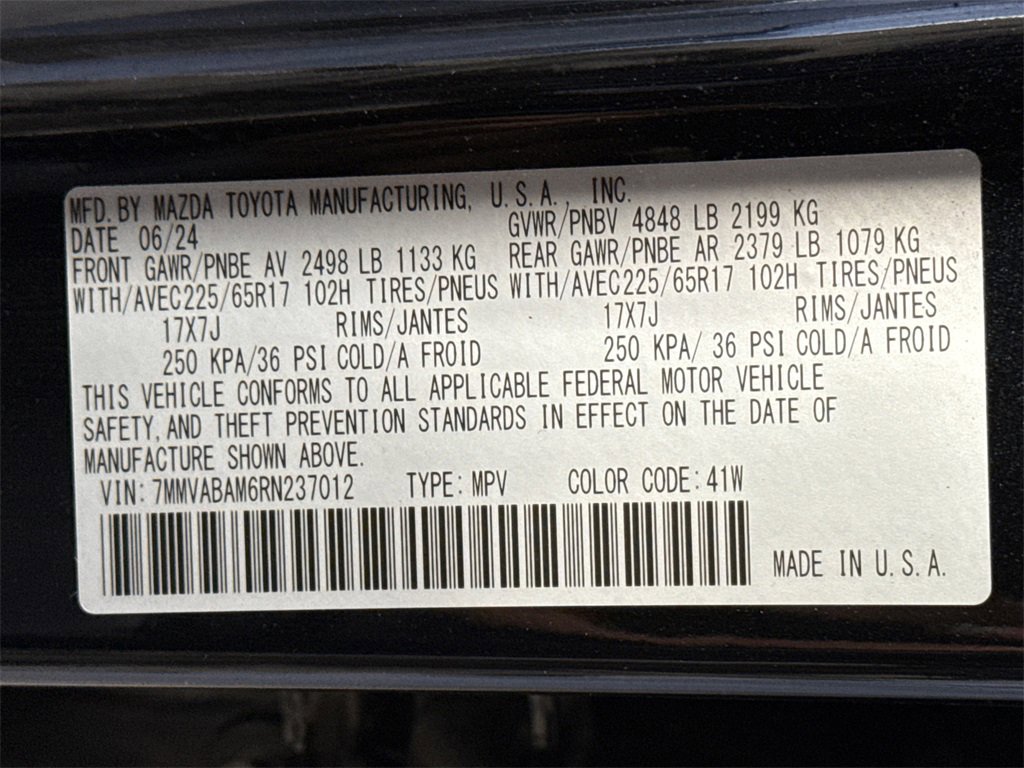 MFD. BY MAZDA TOYOTA MANUFACTURING, U.S.A., INC.
DATE 06/24 GVWR/PNBV 4848 LB 2199 KG
FRONT GAWR/PNBE AV 2498 LB 1133 KG REAR GAWR/PNBE AR 2379 LB 1079 KG
WITH/AVEC225/65R17 102H TIRES/PNEUS WITH/AVEC225/65R17 102H TIRES/PNEUS
17X7J RIMS/JANTES 17X7J RIMS/JANTES
250 KPA/36 PSI COLD/A FROID 250 KPA/ 36 PSI COLD/A FROID
THIS VEHICLE CONFORMS TO ALL APPLICABLE FEDERAL MOTOR VEHICLE
SAFETY, AND THEFT PREVENTION STANDARDS IN EFFECT ON THE DATE OF
MANUFACTURE SHOWN ABOVE.
VIN: 7MMVABAM6RN237012 TYPE: MPV COLOR CODE: 41W
MADE IN U.S.A.